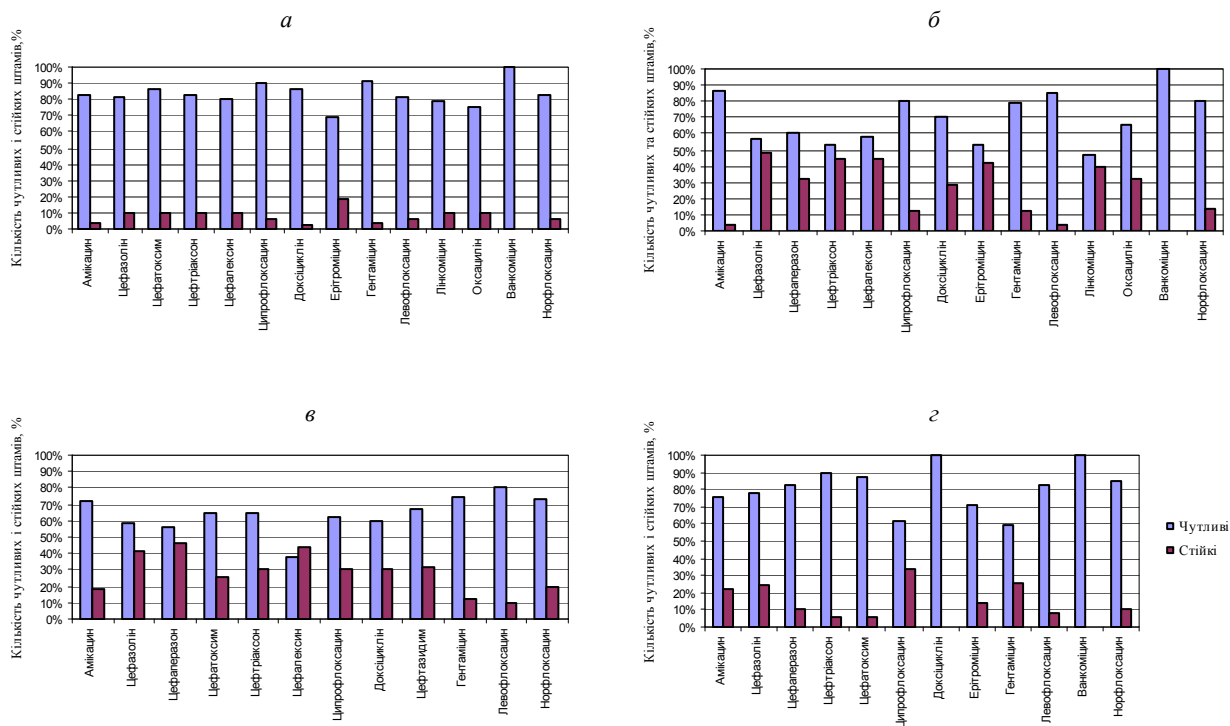 а
Кількість чутливих і стійких штамів,%
100%
90%
80%
70%
60%
50%
40%
30%
20%
10%
0%
Амікацин
Цефазолін
Цефатоксим
Цефтріаксон
Цефалексин
Ципрофлоксацин
Доксіциклін
Ерітроміцин
Гентаміцин
Левофлоксацин
Лінкоміцин
Оксацилін
Ванкоміцин
Норфлоксацин
б
Кількість чутливих та стійких штамів,%
100%
90%
80%
70%
60%
50%
40%
30%
20%
10%
0%
Амікацин
Цефазолін
Цефаперазон
Цефтріаксон
Цефалексин
Ципрофлоксацин
Доксіциклін
Ерітроміцин
Гентаміцин
Левофлоксацин
Лінкоміцин
Оксацилін
Ванкоміцин
Норфлоксацин
в
Кількість чутливих і стійких штамів, %
100%
90%
80%
70%
60%
50%
40%
30%
20%
10%
0%
Амікацин
Цефазолін
Цефаперазон
Цефатоксим
Цефтріаксон
Цефалексин
Ципрофлоксацин
Доксіциклін
Цефтазидим
Гентаміцин
Левофлоксацин
Норфлоксацин
г
Кількість чутливих і стійких штамів, %
100%
90%
80%
70%
60%
50%
40%
30%
20%
10%
0%
Амікацин
Цефазолін
Цефаперазон
Цефтріаксон
Цефатоксим
Ципрофлоксацин
Доксіциклін
Ерітроміцин
Гентаміцин
Левофлоксацин
Ванкоміцин
Норфлоксацин
Чутливі
Стійкі